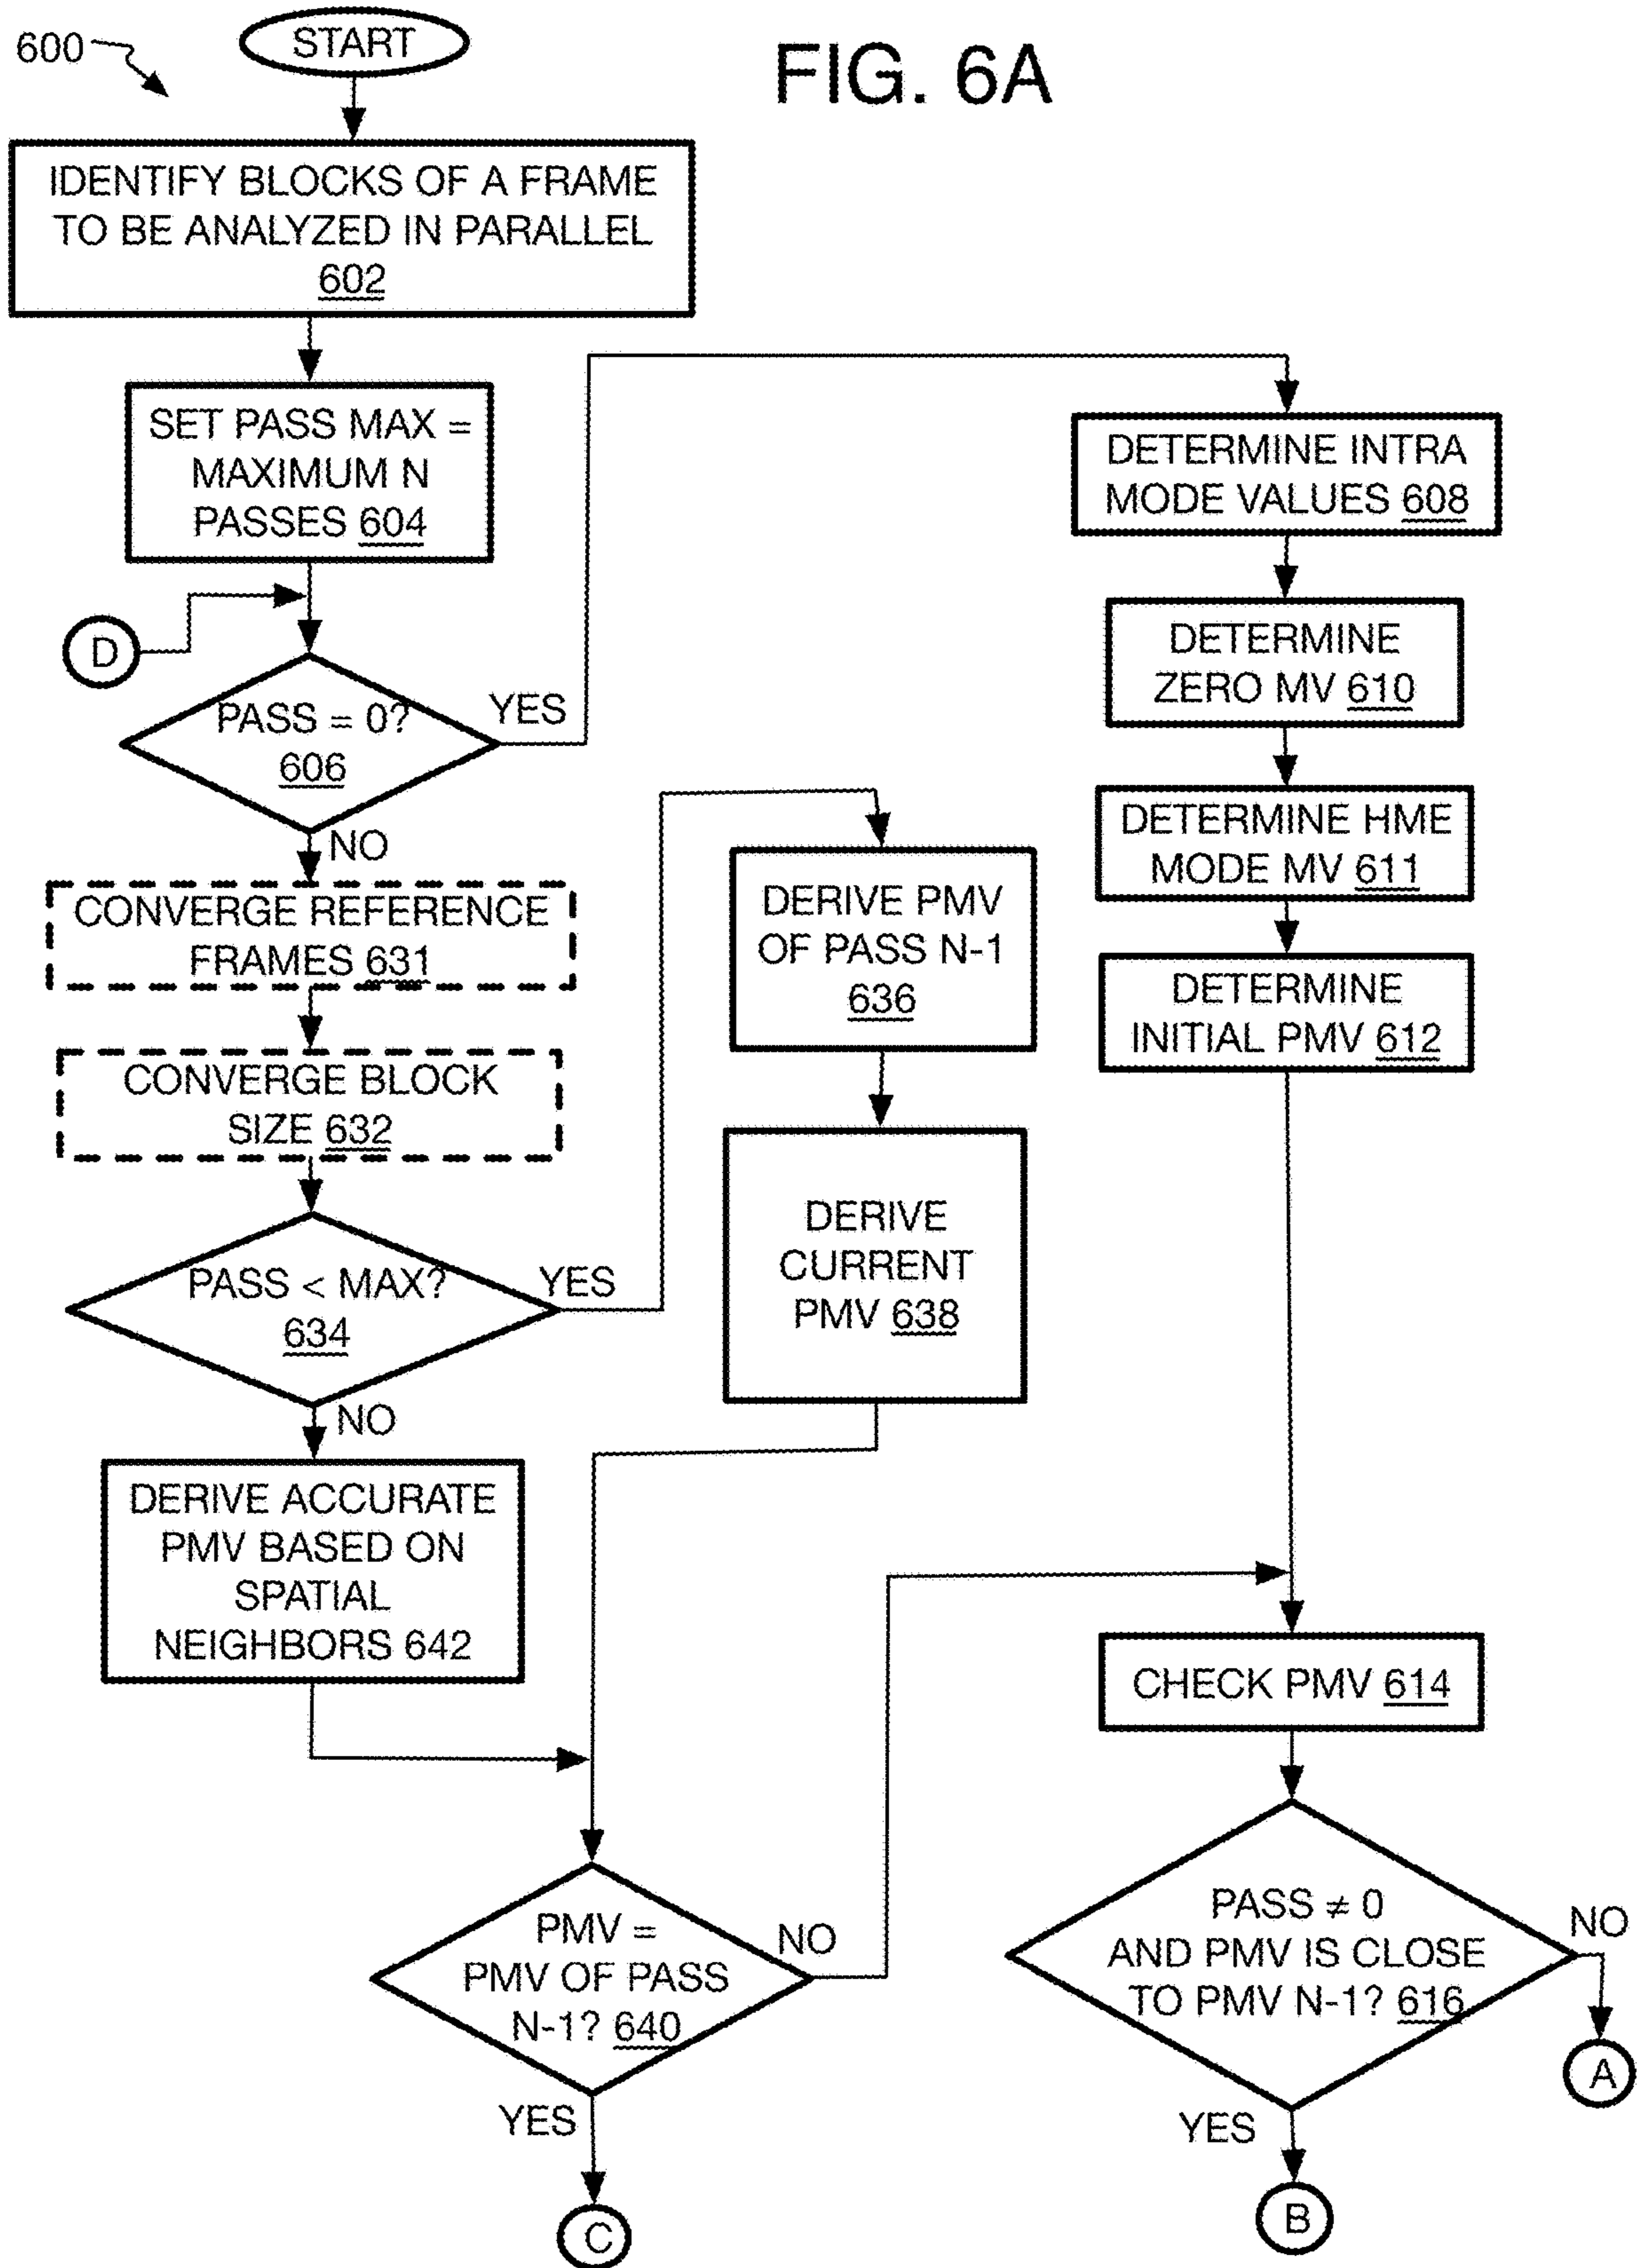 600
START
FIG. 6A
IDENTIFY BLOCKS OF A FRAME
TO BE ANALYZED IN PARALLEL
602
SET PASS MAX =
MAXIMUM N
PASSES 604
D
PASS = 0?
606
YES
NO
CONVERGE REFERENCE
FRAMES 631
CONVERGE BLOCK
SIZE 632
PASS < MAX?
634
YES
NO
DERIVE ACCURATE
PMV BASED ON
SPATIAL
NEIGHBORS 642
DERIVE PMV
OF PASS N-1
636
DERIVE
CURRENT
PMV 638
PMV =
PMV OF PASS
N-1? 640
NO
YES
C
DETERMINE INTRA
MODE VALUES 608
DETERMINE
ZERO MV 610
DETERMINE HME
MODE MV 611
DETERMINE
INITIAL PMV 612
CHECK PMV 614
PASS ≠ 0
AND PMV IS CLOSE
TO PMV N-1? 616
NO
A
YES
B